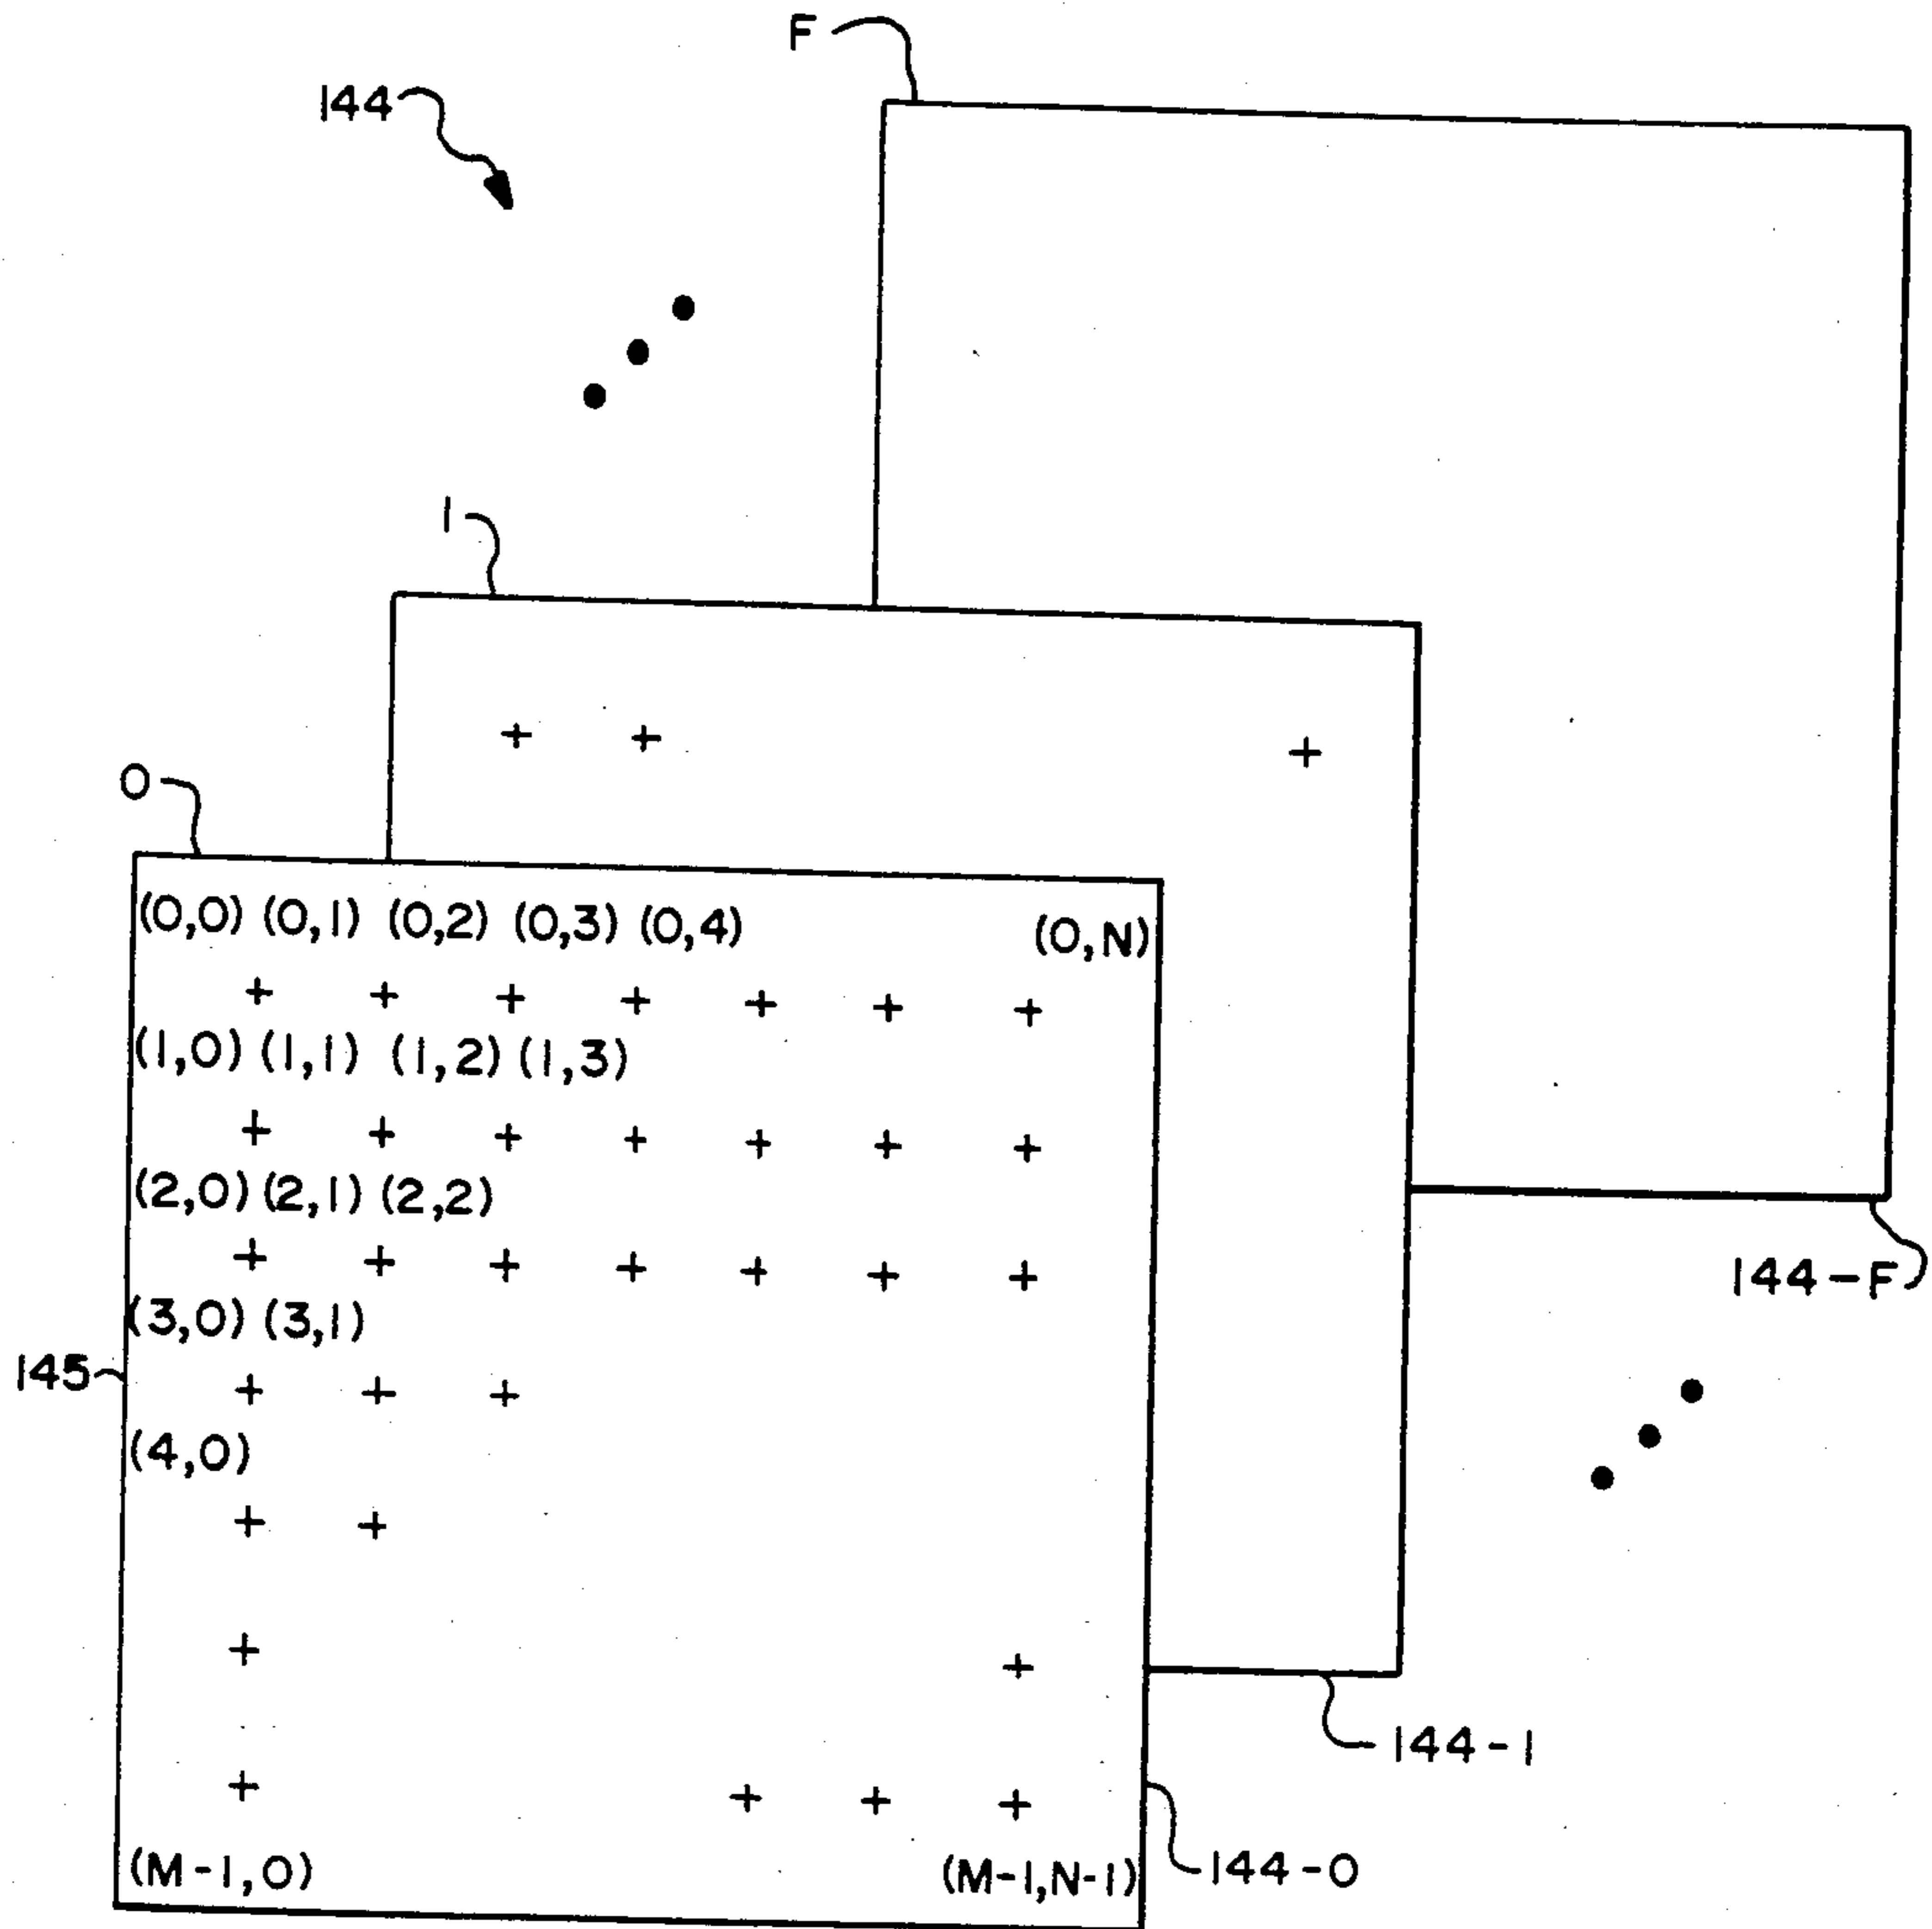 F
144
1
0
(0,0) (0,1) (0,2) (0,3) (0,4) (0,N)
+ + +
+ + + + + + +
(1,0) (1,1) (1,2) (1,3)
+ + + + + + +
(2,0) (2,1) (2,2)
+ + + + + + +
144-F
(3,0) (3,1)
145
+ + +
(4,0)
+ +
+ +
144-1
+ + + +
(M-1,0) (M-1,N-1)
144-0